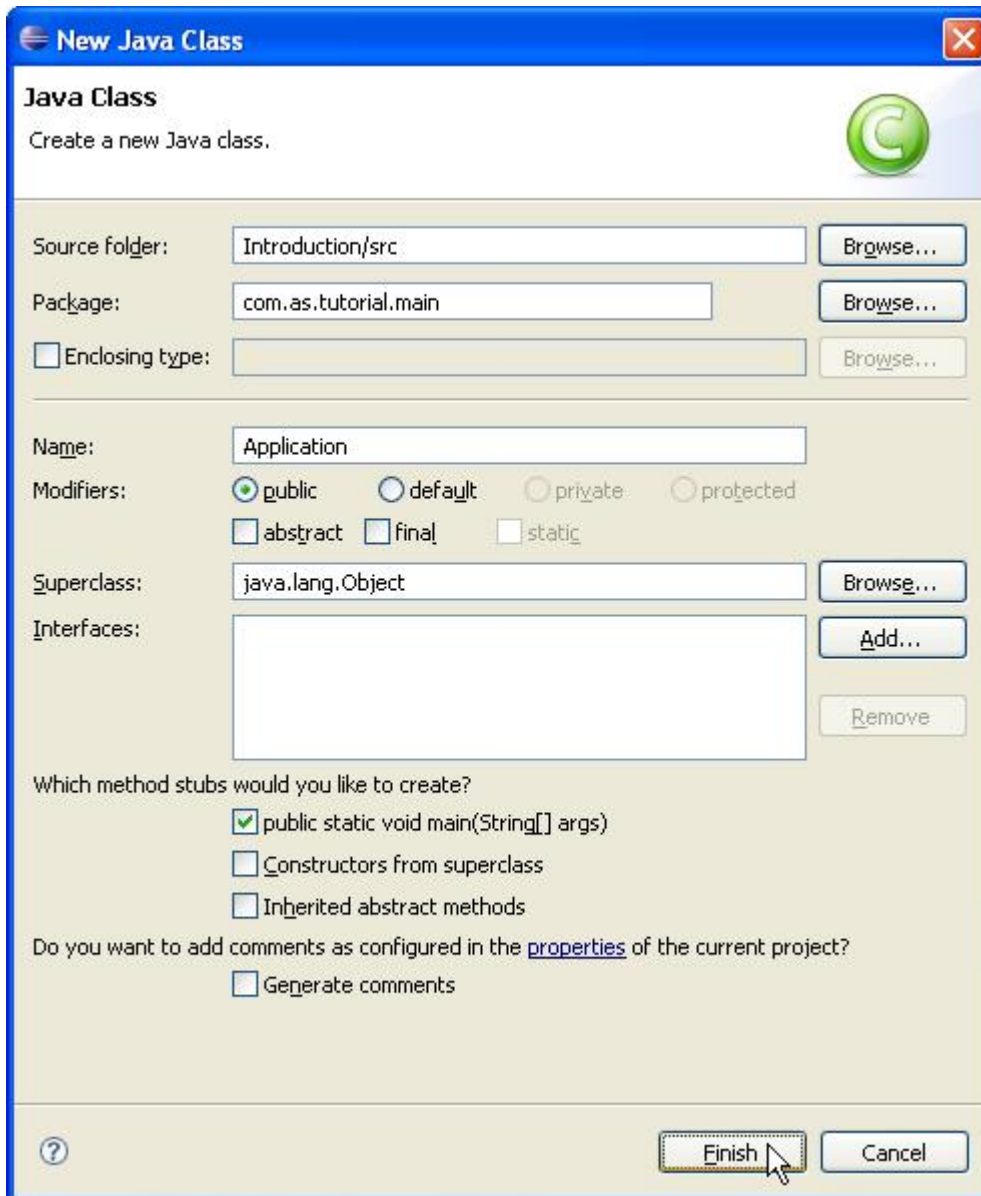 New Java Class
Java Class
Create a new Java class.
Source folder: Introduction/src Browse...
Package: com.as.tutorial.main Browse...
Enclosing type: Browse...
Name: Application
Modifiers: public default private protected
abstract final static
Superclass: java.lang.Object Browse...
Interfaces: Add...
Remove
Which method stubs would you like to create?
public static void main(String[] args)
Constructors from superclass
Inherited abstract methods
Do you want to add comments as configured in the properties of the current project?
Generate comments
? Finish Cancel